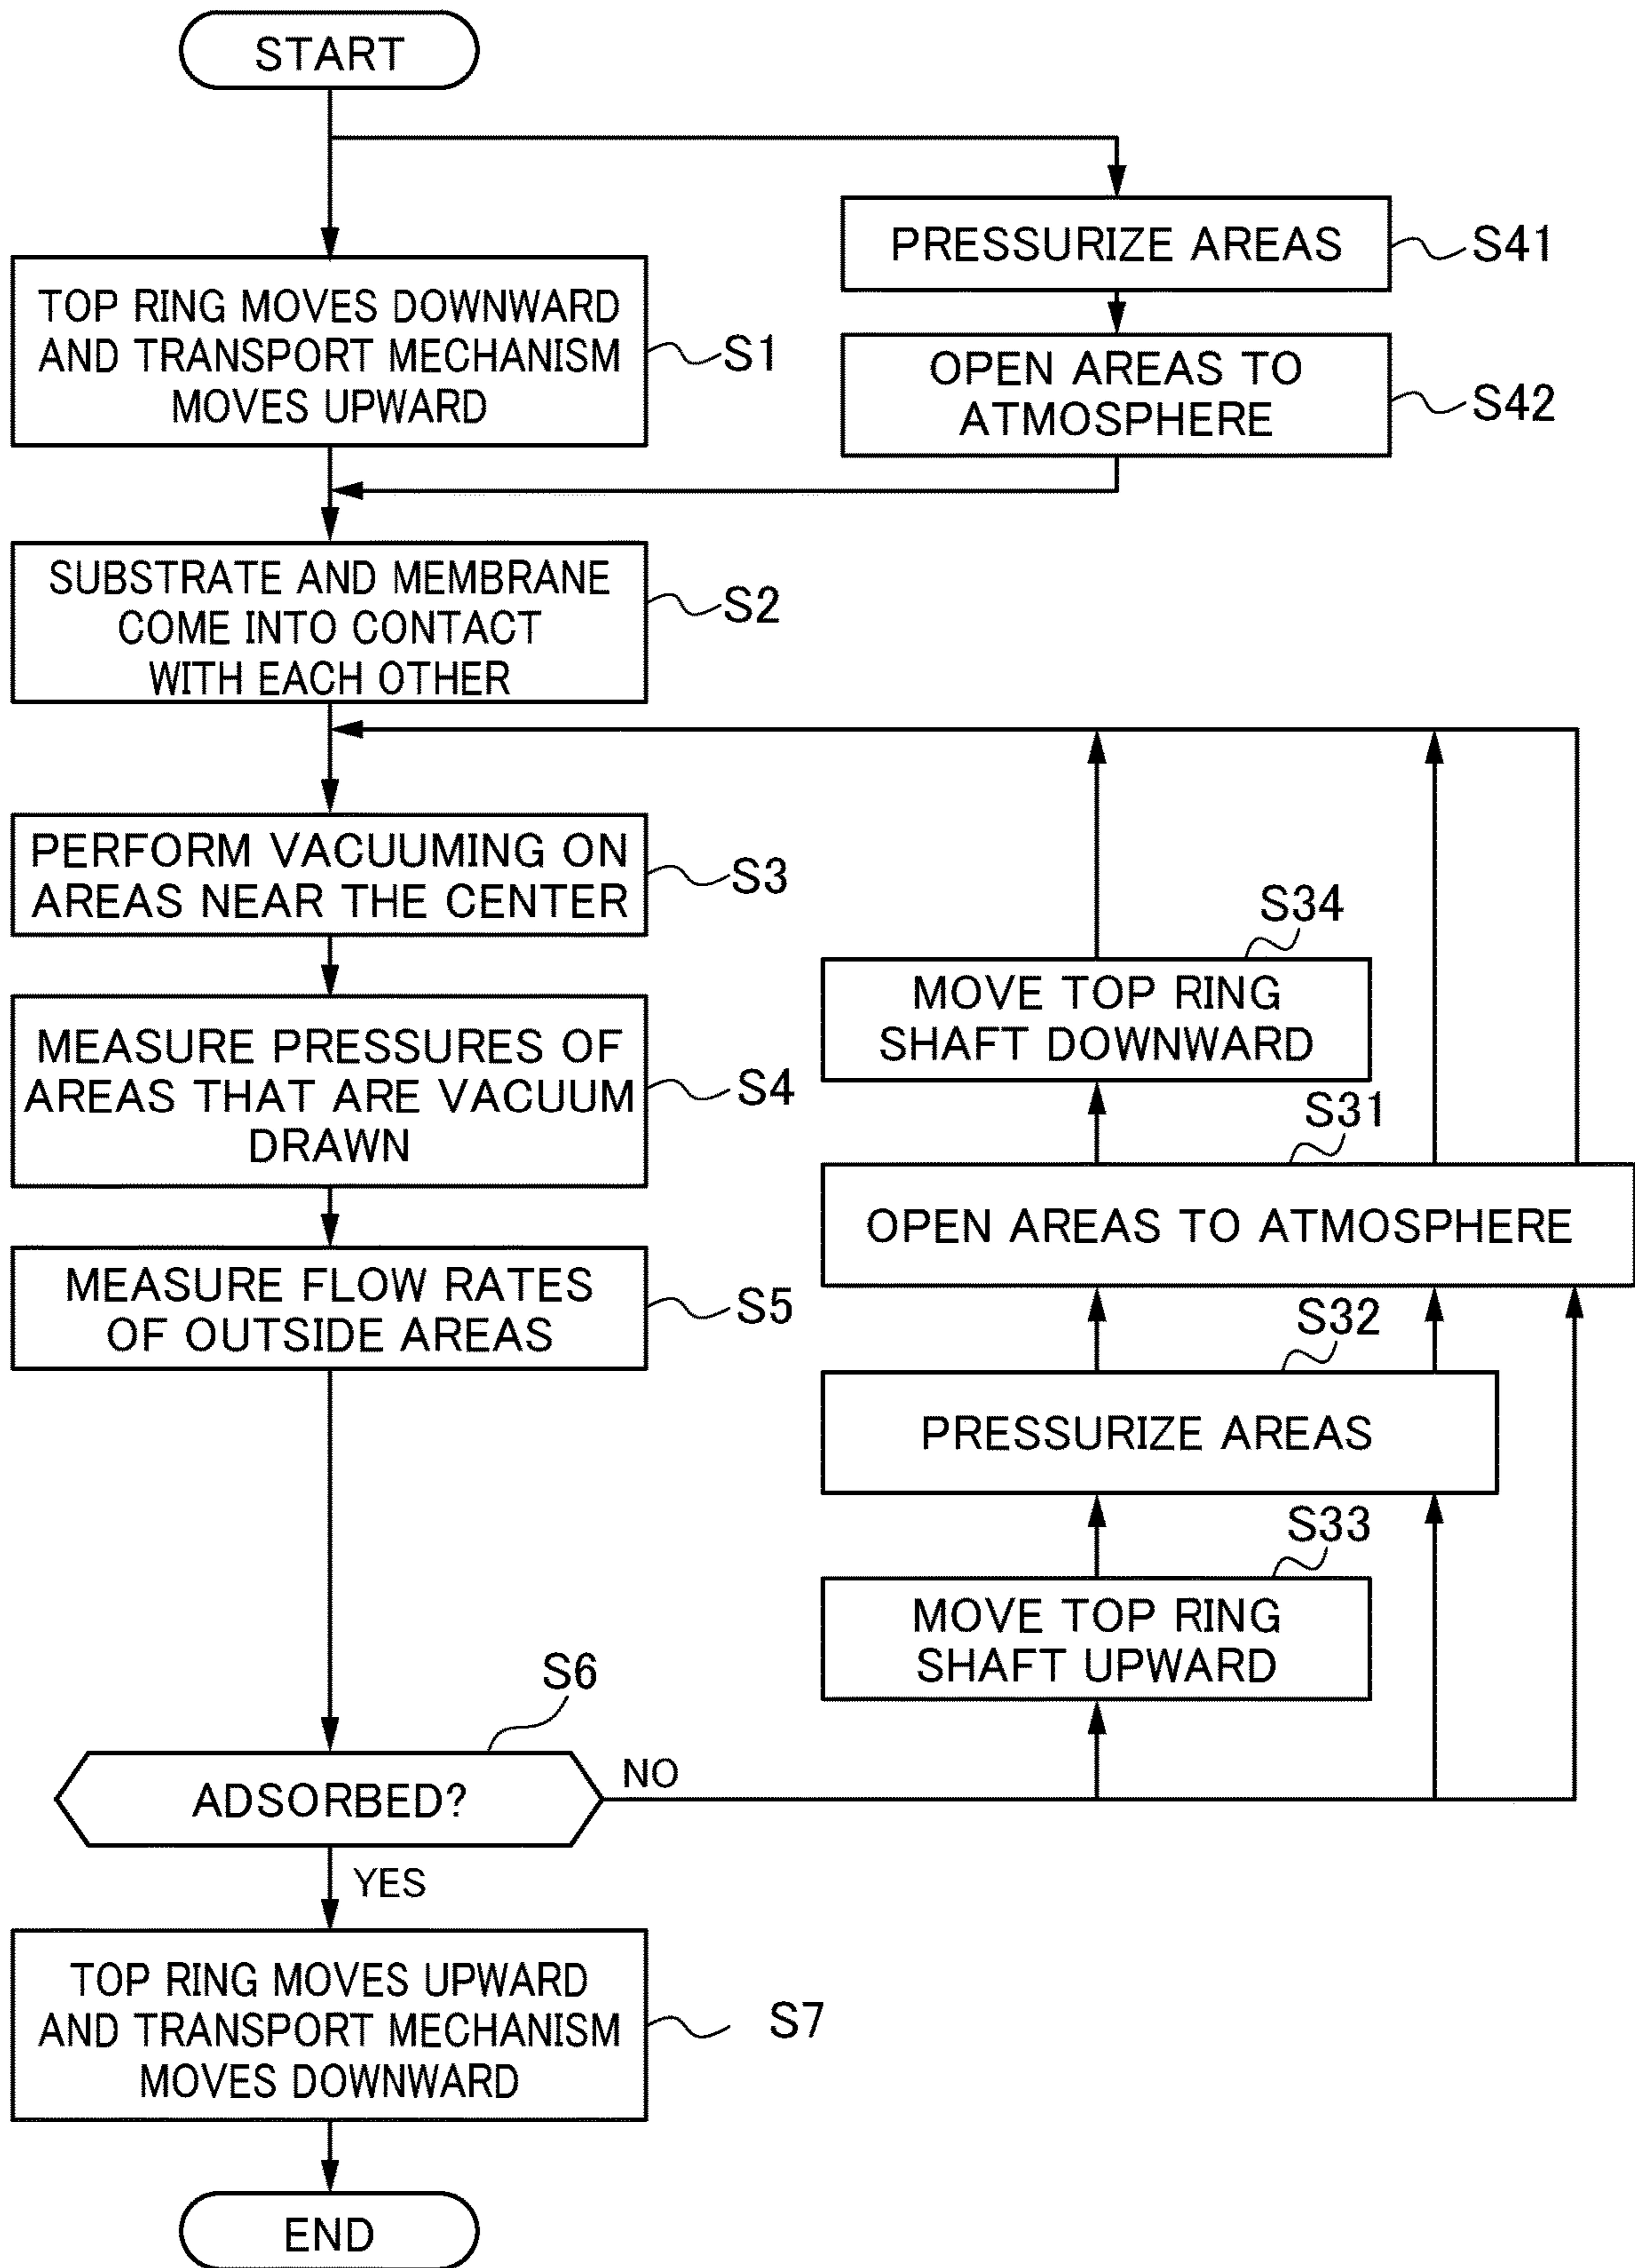 START
PRESSURIZE AREAS
S41
TOP RING MOVES DOWNWARD
AND TRANSPORT MECHANISM
MOVES UPWARD
S1
OPEN AREAS TO
ATMOSPHERE
S42
SUBSTRATE AND MEMBRANE
COME INTO CONTACT
WITH EACH OTHER
S2
PERFORM VACUUMING ON
AREAS NEAR THE CENTER
S3
S34
MOVE TOP RING
SHAFT DOWNWARD
MEASURE PRESSURES OF
AREAS THAT ARE VACUUM
DRAWN
S4
S31
OPEN AREAS TO ATMOSPHERE
MEASURE FLOW RATES
OF OUTSIDE AREAS
S5
S32
PRESSURIZE AREAS
S33
MOVE TOP RING
SHAFT UPWARD
S6
ADSORBED?
NO
YES
TOP RING MOVES UPWARD
AND TRANSPORT MECHANISM
MOVES DOWNWARD
S7
END